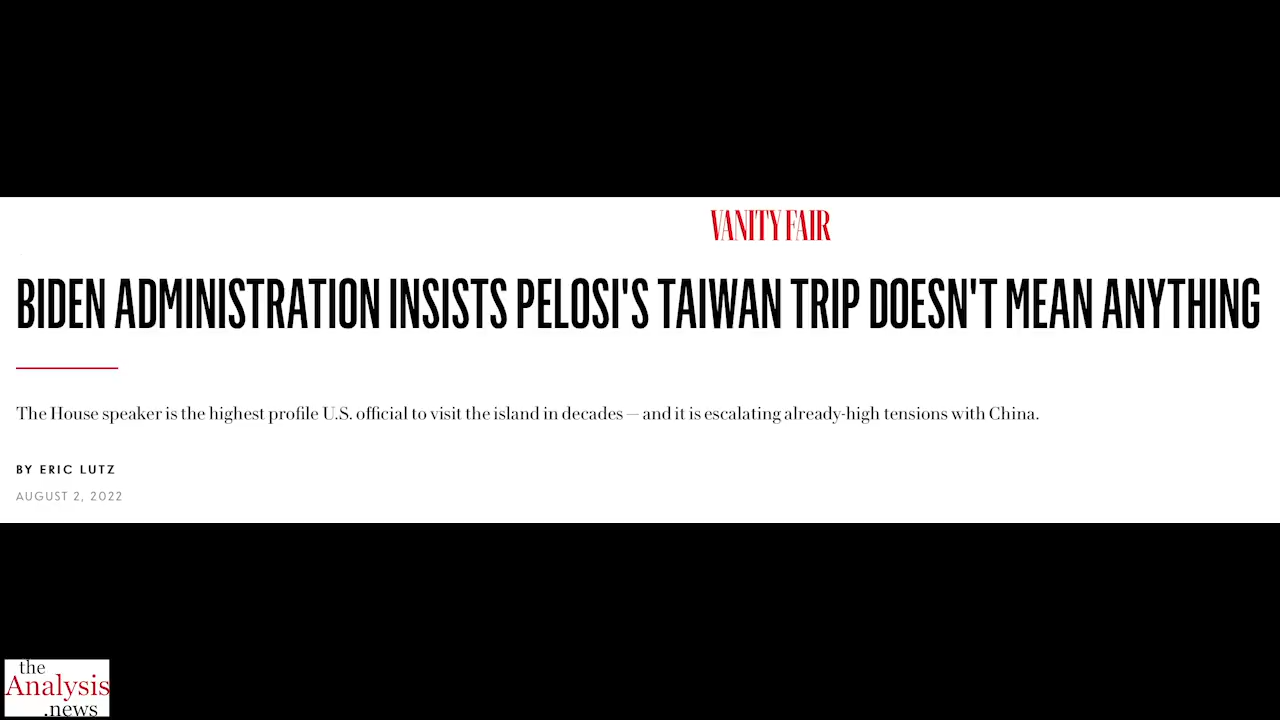 VANITY FAIR
BIDEN ADMINISTRATION INSISTS PELOSI'S TAIWAN TRIP DOESN'T MEAN ANYTHING
The House speaker is the highest profile U.S. official to visit the island in decades — and it is escalating already-high tensions with China.
BY ERIC LUTZ
AUGUST 2, 2022
the
Analysis
.news